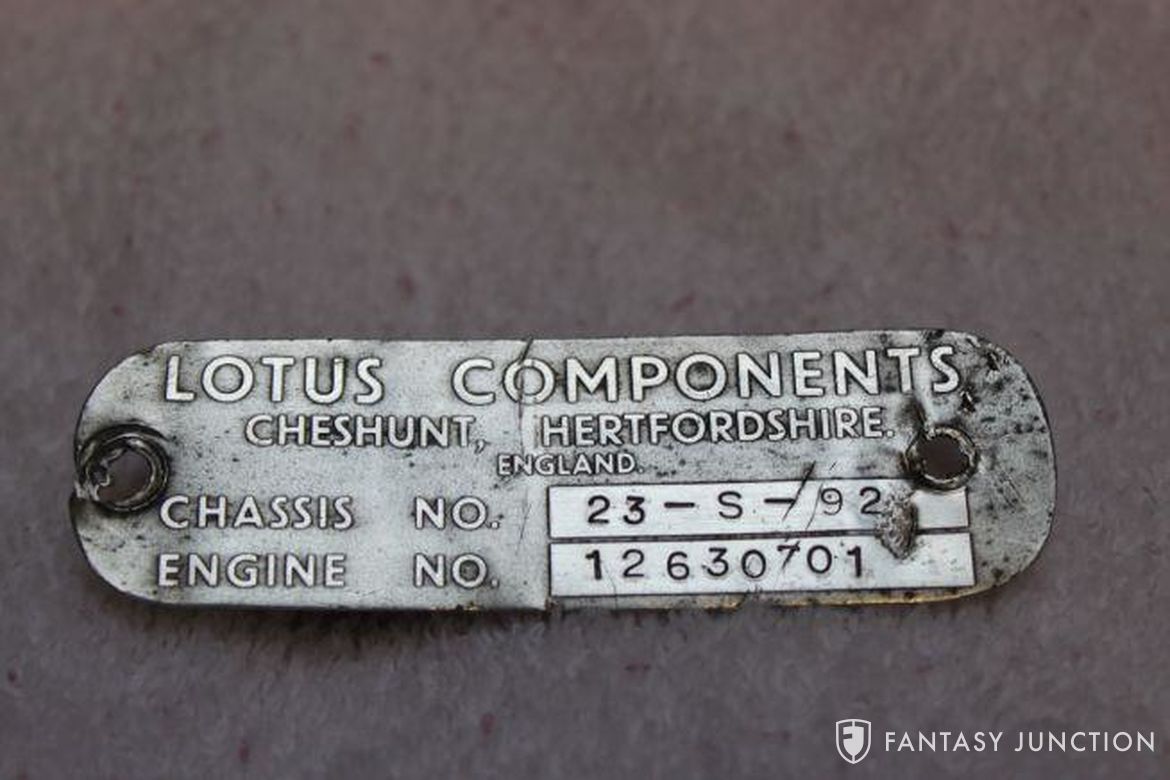 LOTUS COMPONENTS
CHESHUNT, HERTFORDSHIRE.
ENGLAND.
CHASSIS NO. 23-S-92
ENGINE NO. 12630701
FANTASY JUNCTION